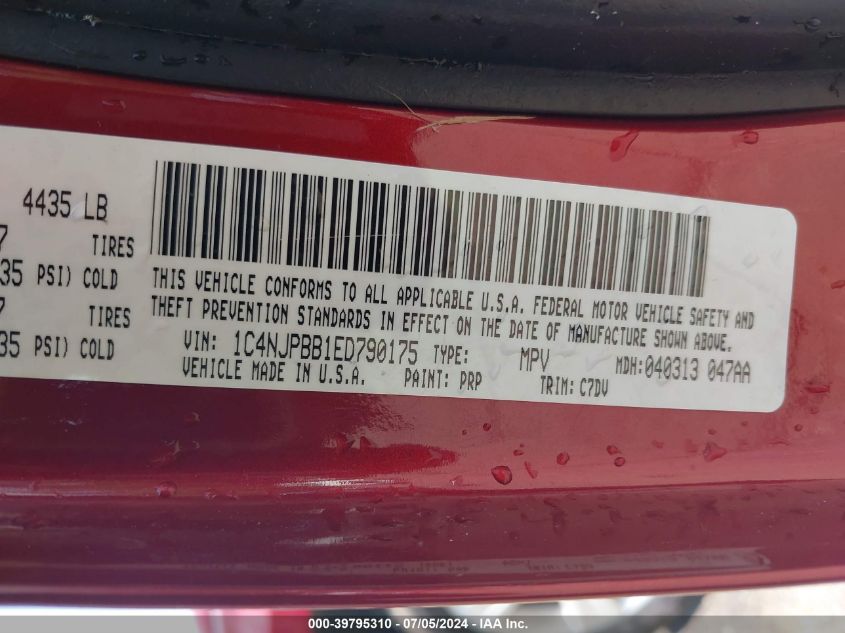 4435 LB
7 TIRES
35 PSI) COLD
7 TIRES
35 PSI) COLD
THIS VEHICLE CONFORMS TO ALL APPLICABLE U.S.A. FEDERAL MOTOR VEHICLE SAFETY AND
THEFT PREVENTION STANDARDS IN EFFECT ON THE DATE OF MANUFACTURE SHOWN ABOVE.
VIN: 1C4NJPBB1ED790175 TYPE: MPV MDH: 040313 047AA
VEHICLE MADE IN U.S.A. PAINT: PRP TRIM: C7DV
000-39795310 - 07/05/2024 - IAA Inc.